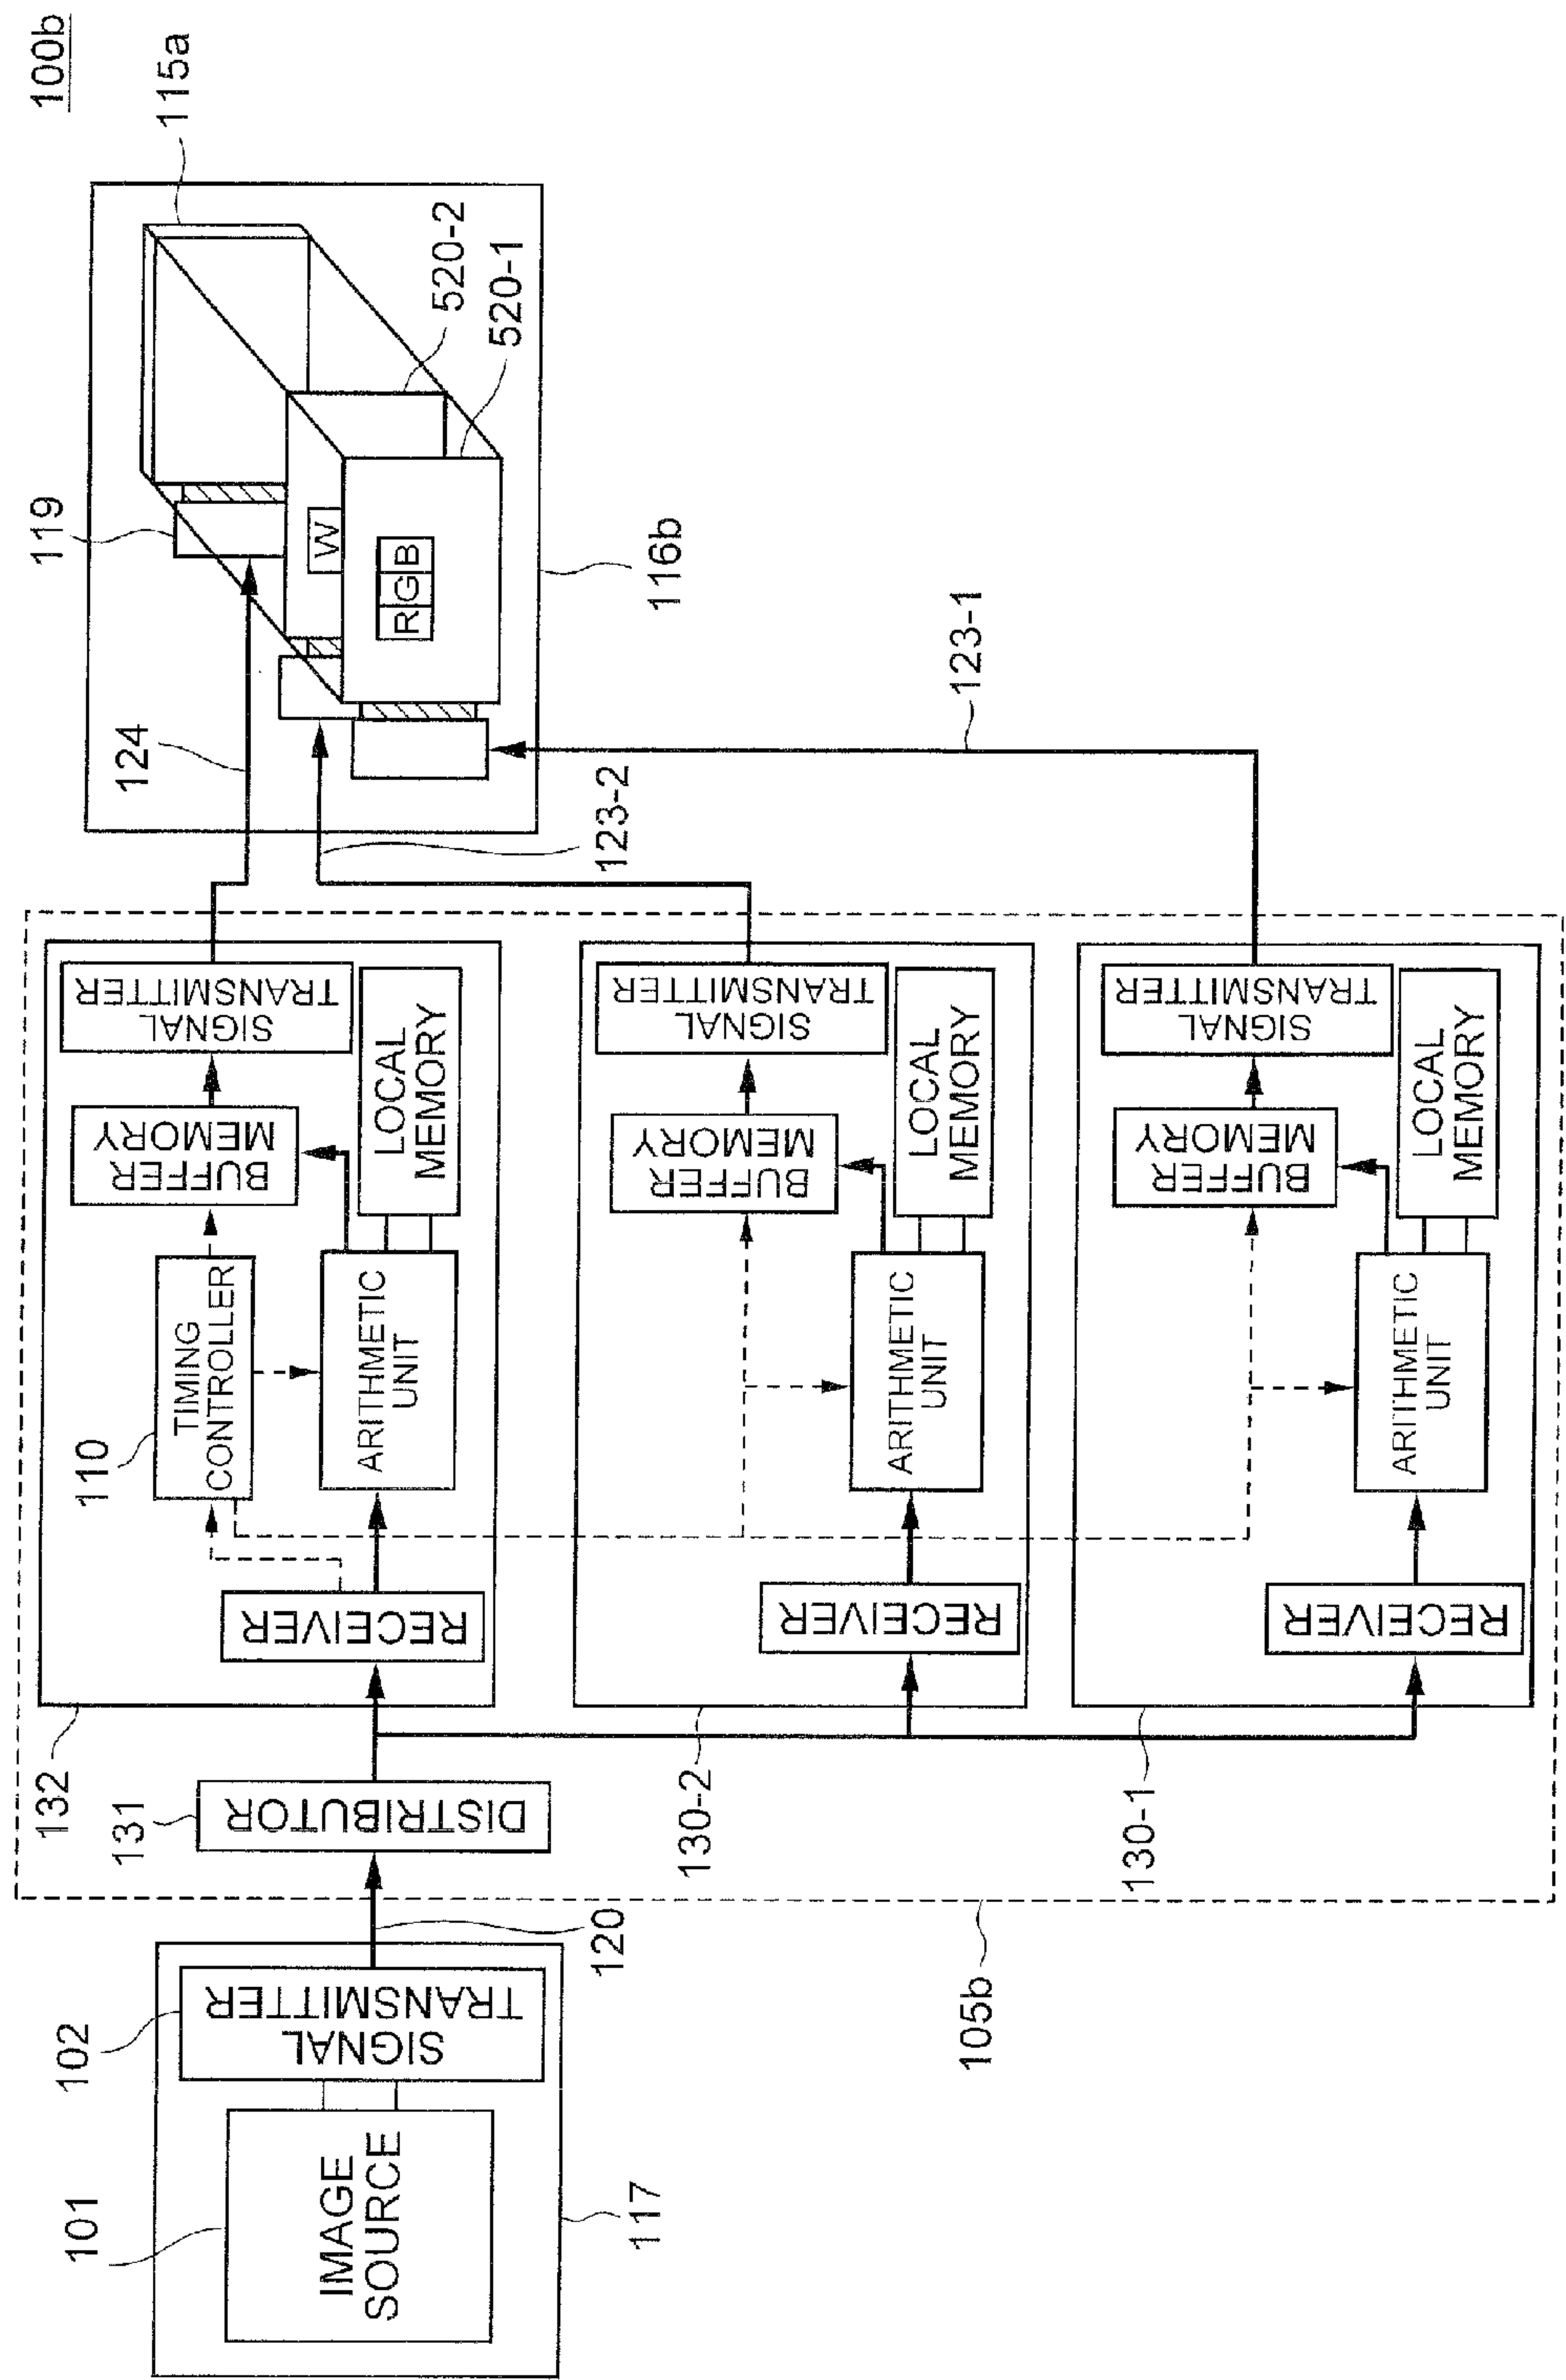 100b
101
IMAGE
SOURCE
102
SIGNAL
TRANSMITTER
117
120
131
DISTRIBUTOR
105b
132
RECEIVER
110
TIMING
CONTROLLER
ARITHMETIC
UNIT
BUFFER
MEMORY
LOCAL
MEMORY
SIGNAL
TRANSMITTER
130-2
RECEIVER
ARITHMETIC
UNIT
BUFFER
MEMORY
LOCAL
MEMORY
SIGNAL
TRANSMITTER
130-1
RECEIVER
ARITHMETIC
UNIT
BUFFER
MEMORY
LOCAL
MEMORY
SIGNAL
TRANSMITTER
124
123-2
123-1
119
115a
520-2
520-1
W
R G B
116b